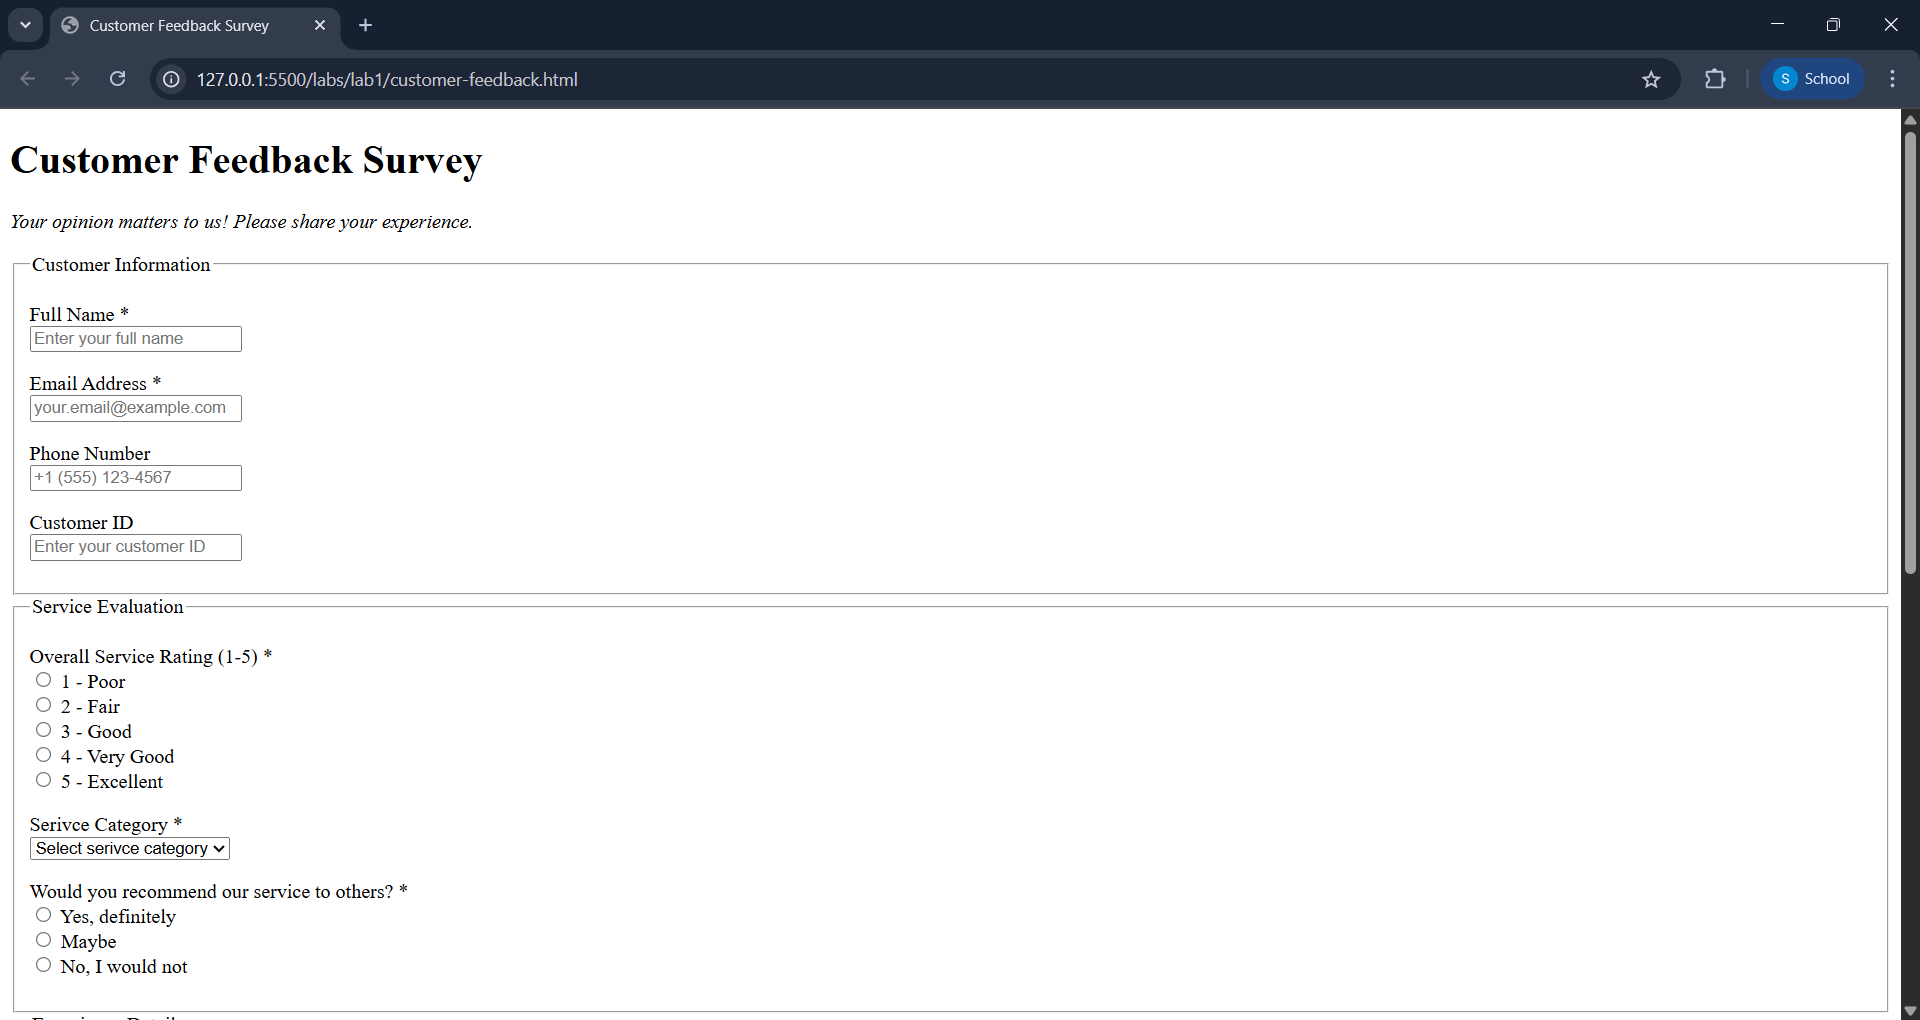 Customer Feedback Survey
127.0.0.1:5500/labs/lab1/customer-feedback.html
S School
Customer Feedback Survey
Your opinion matters to us! Please share your experience.
Customer Information
Full Name *
Enter your full name
Email Address *
your.email@example.com
Phone Number
+1 (555) 123-4567
Customer ID
Enter your customer ID
Service Evaluation
Overall Service Rating (1-5) *
1 - Poor
2 - Fair
3 - Good
4 - Very Good
5 - Excellent
Serivce Category *
Select serivce category
Would you recommend our service to others? *
Yes, definitely
Maybe
No, I would not